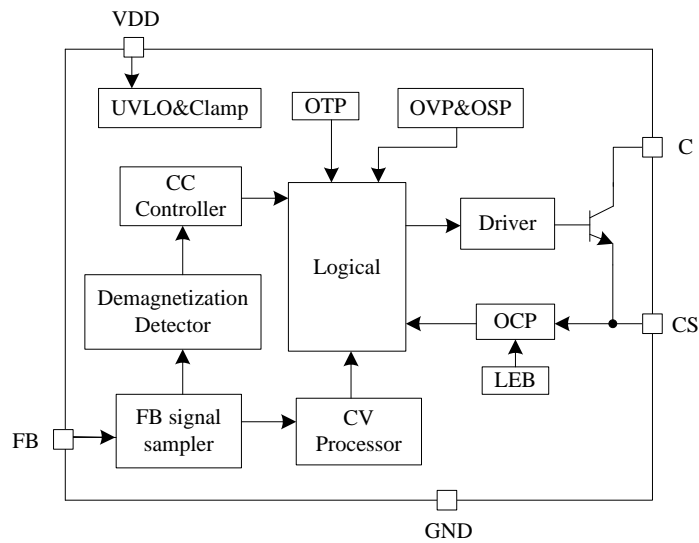 VDD
UVLO&Clamp
OTP
OVP&OSP
C
CC
Controller
Driver
Logical
Demagnetization
Detector
OCP
CS
LEB
FB
FB signal
sampler
CV
Processor
GND